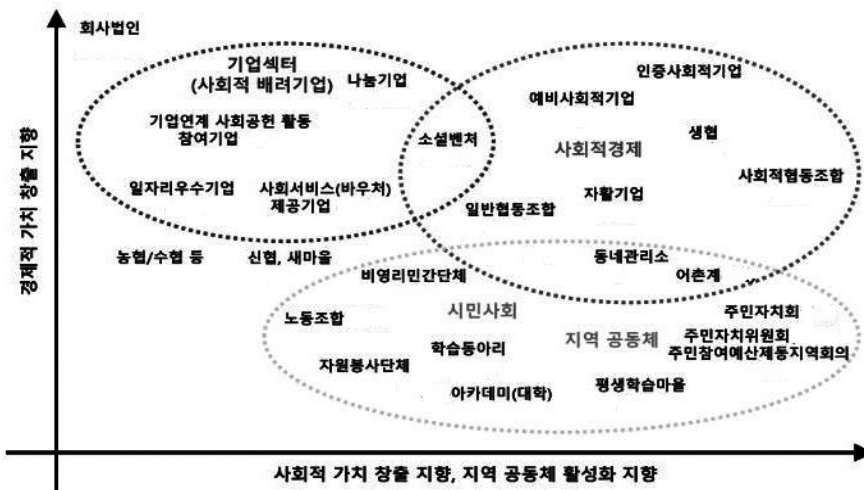 회사법인
기업섹터
(사회적 배려기업)
나눔기업
인증사회적기업
예비사회적기업
기업연계 사회공헌 활동
참여기업
소셜벤처
생협
사회적경제
일자리우수기업
사회서비스(바우처)
제공기업
일반협동조합
자활기업
사회적협동조합
농협/수협 등
신협, 새마을
동네관리소
비영리민간단체
어촌계
노동조합
시민사회
주민자치회
지역 공동체
주민자치위원회
주민참여예산제동지역회의
학습동아리
자원봉사단체
아카데미(대학)
평생학습마을
경제적 가치 창출 지향
사회적 가치 창출 지향, 지역 공동체 활성화 지향